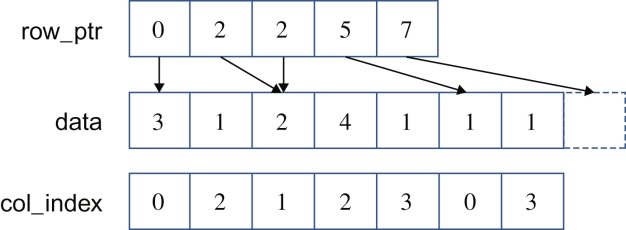 row_ptr 0 2 2 5 7
data 3 1 2 4 1 1 1
col_index 0 2 1 2 3 0 3